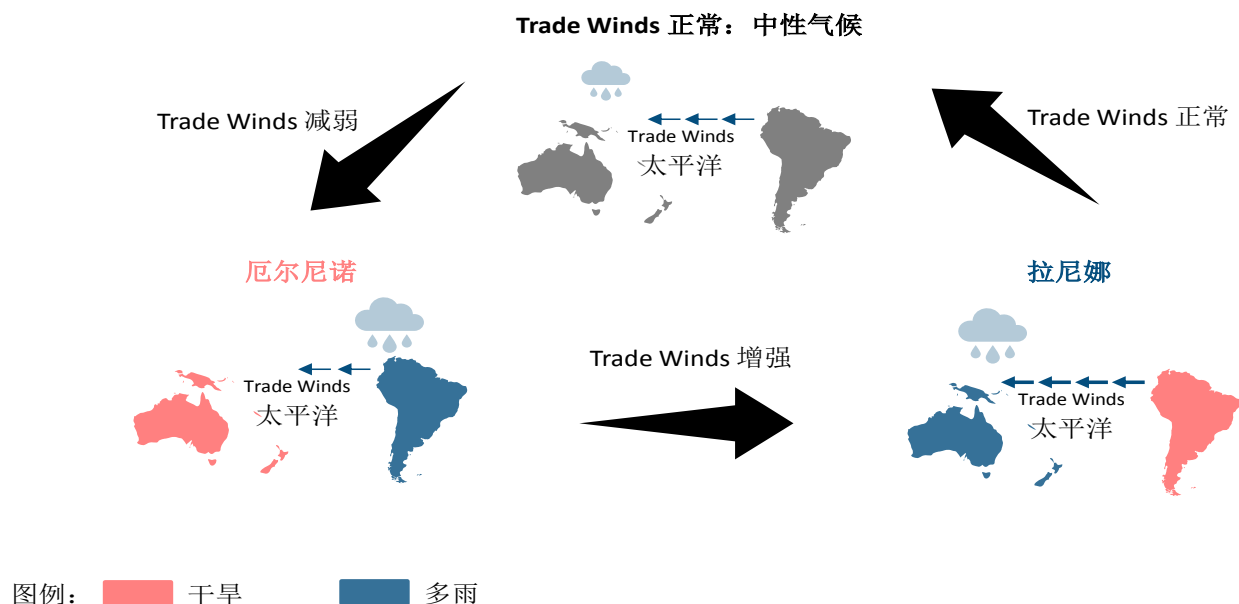 Trade Winds 正常：中性气候
Trade Winds 减弱
Trade Winds
太平洋
Trade Winds 正常
厄尔尼诺
Trade Winds
太平洋
Trade Winds 增强
拉尼娜
Trade Winds
太平洋
图例： 干旱 多雨